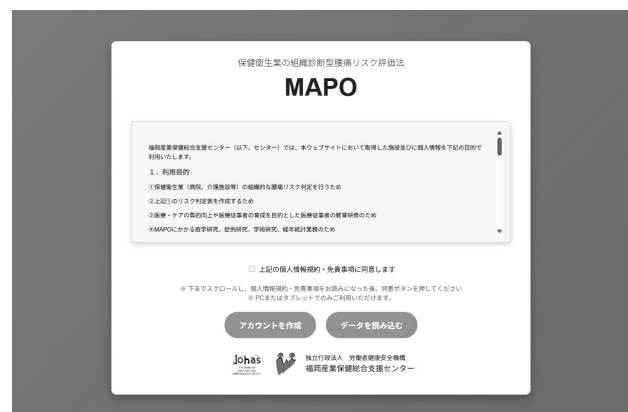 保健衛生業の組織診断型腰痛リスク評価法
MAPO
福岡産業保健総合支援センター（以下、センター）では、本ウェブサイトにおいて取得した施設並びに個人情報を下記の目的で
利用いたします。
１．利用目的
①保健衛生業（病院、介護施設等）の組織的な腰痛リスク判定を行うため
②上記①のリスク判定表を作成するため
③医療・ケアの質的向上や医療従事者の育成を目的とした医療従事者の教育研修のため
④MAPOにかかる疫学研究、症例研究、学術研究、経年統計業務のため
上記の個人情報規約・免責事項に同意します
※ 下までスクロールし、個人情報規約・免責事項をお読みになった後、同意ボタンを押してください
※ PCまたはタブレットでのみご利用いただけます。
アカウントを作成
データを読み込む
johas
独立行政法人　労働者健康安全機構
福岡産業保健総合支援センター